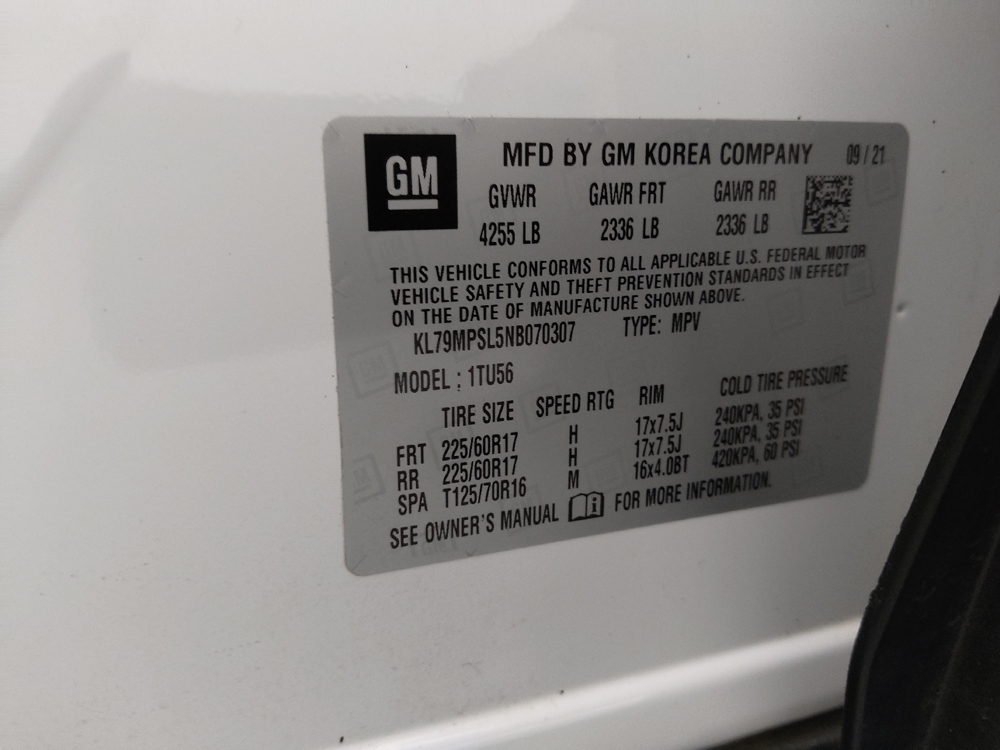 GM
MFD BY GM KOREA COMPANY 09 / 21
GVWR GAWR FRT GAWR RR
4255 LB 2336 LB 2336 LB
THIS VEHICLE CONFORMS TO ALL APPLICABLE U.S. FEDERAL MOTOR
VEHICLE SAFETY AND THEFT PREVENTION STANDARDS IN EFFECT
ON THE DATE OF MANUFACTURE SHOWN ABOVE.
KL79MPSL5NB070307 TYPE: MPV
MODEL : 1TU56
TIRE SIZE SPEED RTG RIM COLD TIRE PRESSURE
FRT 225/60R17 H 17x7.5J 240KPA, 35 PSI
RR 225/60R17 H 17x7.5J 240KPA, 35 PSI
SPA T125/70R16 M 16x4.0BT 420KPA, 60 PSI
SEE OWNER'S MANUAL i FOR MORE INFORMATION.